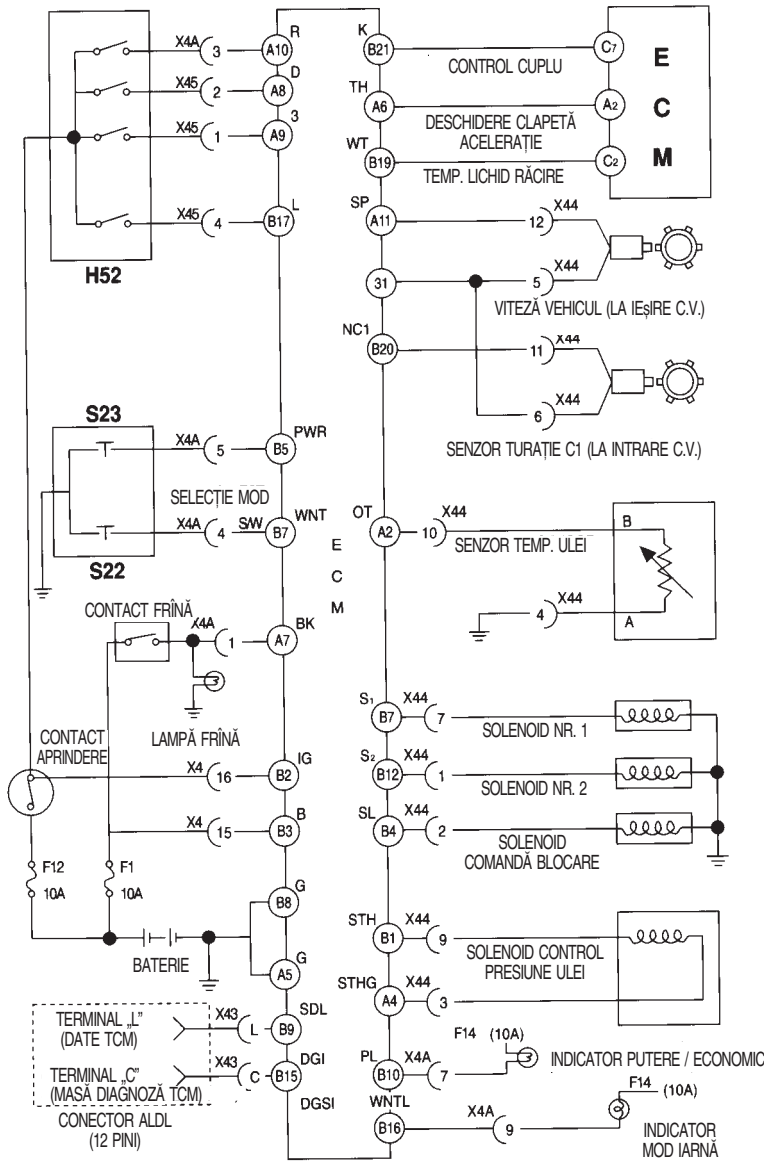 R
X4A
3
A10
D
X45
2
A8
3
X45
1
A9
L
X45
4
B17
H52
K
B21
CONTROL CUPLU
C7
TH
A6
DESCHIDERE CLAPETĂ
ACELERAȚIE
A2
WT
B19
TEMP. LICHID RĂCIRE
C2
E
C
M
SP
A11
12
X44
31
5
X44
VITEZĂ VEHICUL (LA IEșIRE C.V.)
NC1
B20
11
X44
6
X44
SENZOR TURAȚIE C1 (LA INTRARE C.V.)
S23
X4A
5
B5
PWR
SELECȚIE MOD
X4A
4
S/W
B7
WNT
S22
E
C
M
OT
A2
10
X44
SENZOR TEMP. ULEI
B
4
X44
A
CONTACT FRÎNĂ
X4A
1
A7
BK
LAMPĂ FRÎNĂ
CONTACT
APRINDERE
X4
16
B2
IG
X4
15
B3
B
F12
10A
F1
10A
BATERIE
B8
G
A5
G
S1
B7
X44
7
SOLENOID NR. 1
S2
B12
X44
1
SOLENOID NR. 2
SL
B4
X44
2
SOLENOID
COMANDĂ BLOCARE
STH
B1
X44
9
SOLENOID CONTROL
PRESIUNE ULEI
STHG
A4
X44
3
TERMINAL „L”
(DATE TCM)
X43
L
B9
SDL
TERMINAL „C”
(MASĂ DIAGNOZĂ TCM)
X43
C
B15
DGI
DGSI
CONECTOR ALDL
(12 PINI)
PL
B10
X4A
7
F14 (10A)
INDICATOR PUTERE / ECONOMIC
WNTL
B16
X4A
9
F14
(10A)
INDICATOR
MOD IARNĂ